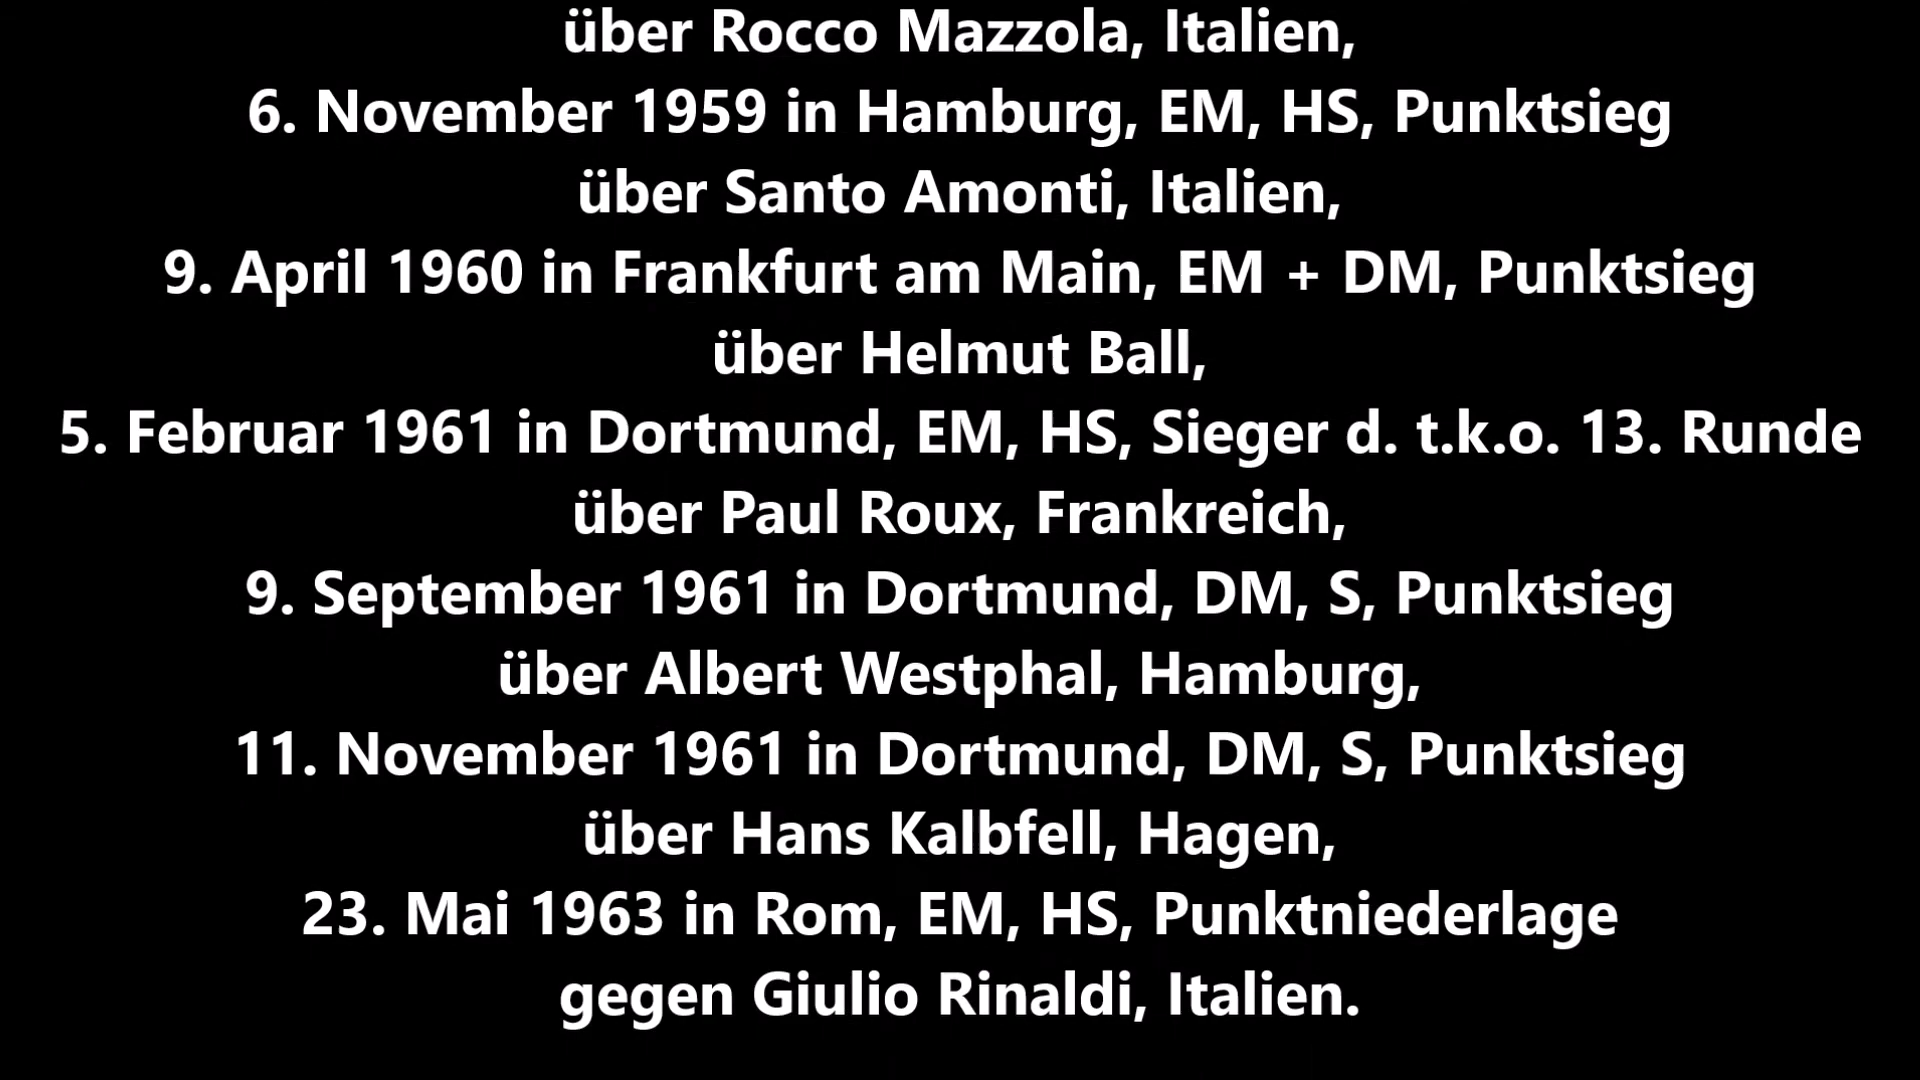 über Rocco Mazzola, Italien,
6. November 1959 in Hamburg, EM, HS, Punktsieg
über Santo Amonti, Italien,
9. April 1960 in Frankfurt am Main, EM + DM, Punktsieg
über Helmut Ball,
5. Februar 1961 in Dortmund, EM, HS, Sieger d. t.k.o. 13. Runde
über Paul Roux, Frankreich,
9. September 1961 in Dortmund, DM, S, Punktsieg
über Albert Westphal, Hamburg,
11. November 1961 in Dortmund, DM, S, Punktsieg
über Hans Kalbfell, Hagen,
23. Mai 1963 in Rom, EM, HS, Punktniederlage
gegen Giulio Rinaldi, Italien.